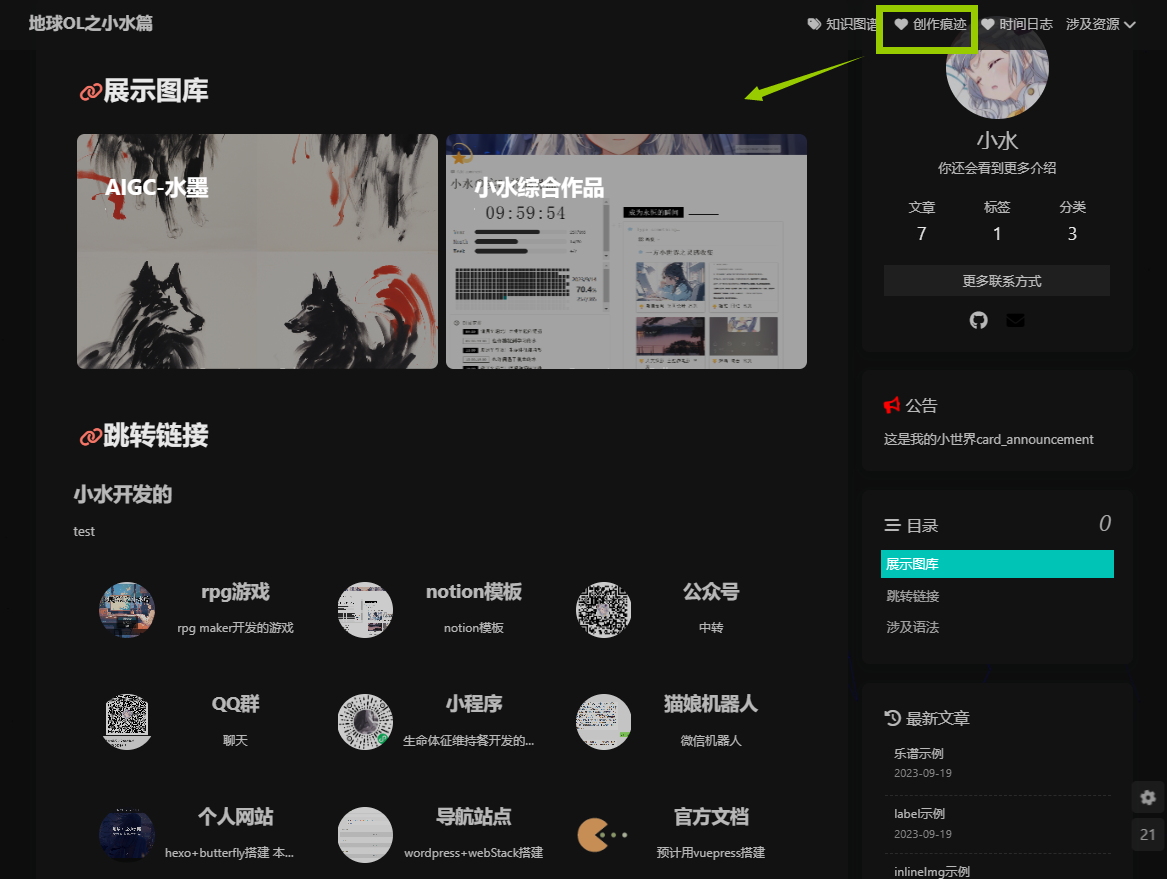 地球OL之小水篇
知识图谱
创作痕迹
时间日志
涉及资源
展示图库
AIGC-水墨
小水综合作品
09:59:54
成为永恒的瞬间
70.4%
跳转链接
小水开发的
test
rpg游戏
rpg maker开发的游戏
notion模板
notion模板
公众号
中转
QQ群
聊天
小程序
生命体征维持餐开发的...
猫娘机器人
微信机器人
个人网站
hexo+butterfly搭建 本...
导航站点
wordpress+webStack搭建
官方文档
预计用vuepress搭建
小水
你还会看到更多介绍
文章
标签
分类
7
1
3
更多联系方式
公告
这是我的小世界card_announcement
目录
0
展示图库
跳转链接
涉及语法
最新文章
乐谱示例
2023-09-19
label示例
2023-09-19
inlineImg示例
21